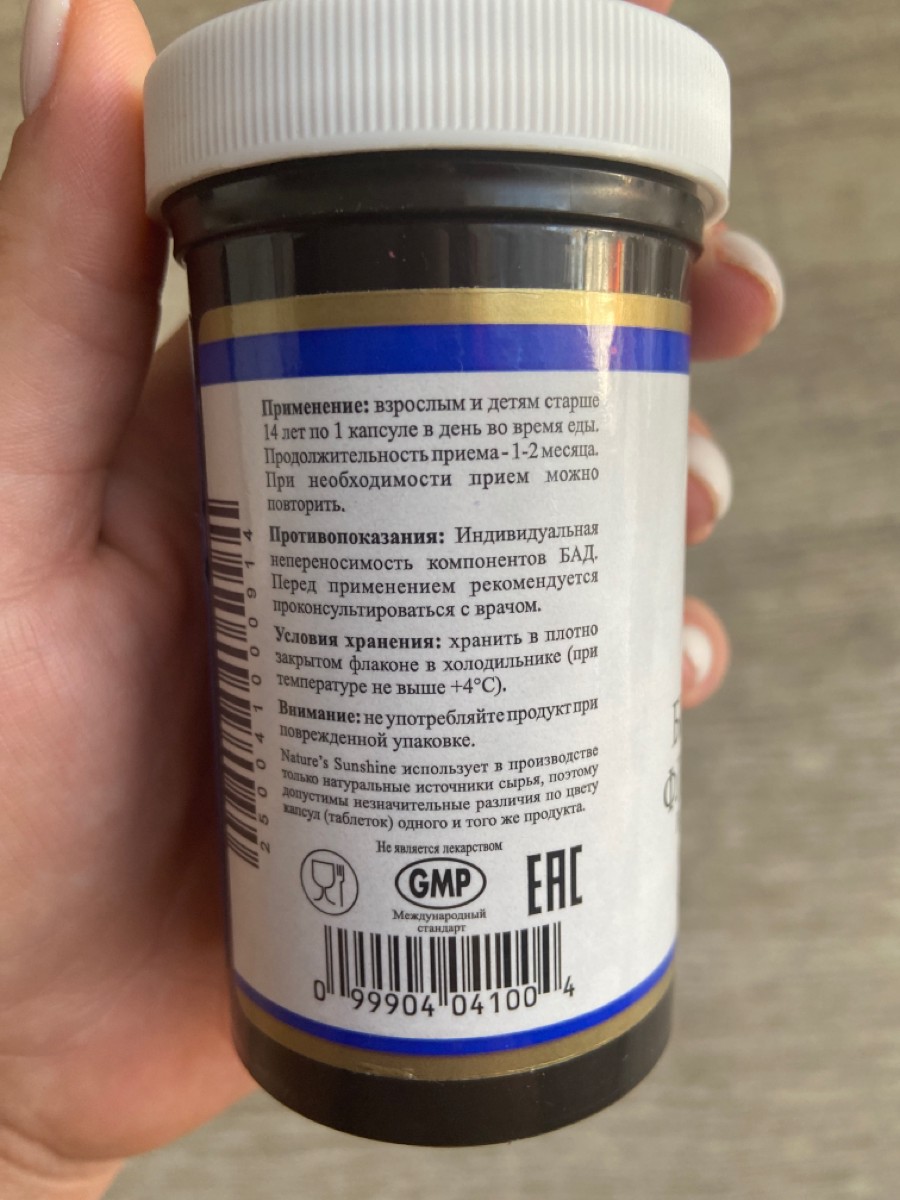 Применение: взрослым и детям старше
14 лет по 1 капсуле в день во время еды.
Продолжительность приема - 1-2 месяца.
При необходимости прием можно
повторить.
Противопоказания: Индивидуальная
непереносимость компонентов БАД.
Перед применением рекомендуется
проконсультироваться с врачом.
Условия хранения: хранить в плотно
закрытом флаконе в холодильнике (при
температуре не выше +4°С).
Внимание: не употребляйте продукт при
поврежденной упаковке.
Nature's Sunshine использует в производстве
только натуральные источники сырья, поэтому
допустимы незначительные различия по цвету
капсул (таблеток) одного и того же продукта.
Не является лекарством
GMP
EAC
Международный
стандарт
0 99904 04100 4
250041000914